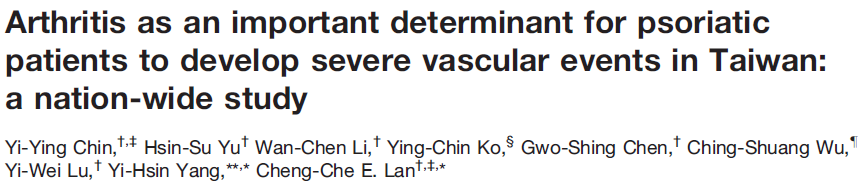 Arthritis as an important determinant for psoriatic
patients to develop severe vascular events in Taiwan:
a nation-wide study
Yi-Ying Chin,†,‡ Hsin-Su Yu† Wan-Chen Li,† Ying-Chin Ko,§ Gwo-Shing Chen,† Ching-Shuang Wu,¶
Yi-Wei Lu,† Yi-Hsin Yang,**,* Cheng-Che E. Lan†,‡,*